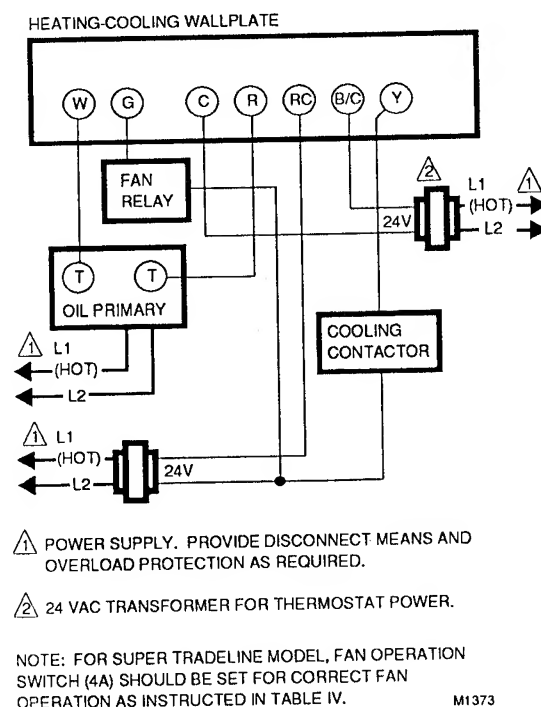 HEATING-COOLING WALLPLATE
W G C R RC B/C Y
FAN
RELAY
2
L1
1
(HOT)
24V
L2
T T
OIL PRIMARY
COOLING
CONTACTOR
1 L1
(HOT)
L2
1 L1
(HOT)
24V
L2
1 POWER SUPPLY. PROVIDE DISCONNECT MEANS AND
OVERLOAD PROTECTION AS REQUIRED.
2 24 VAC TRANSFORMER FOR THERMOSTAT POWER.
NOTE: FOR SUPER TRADELINE MODEL, FAN OPERATION
SWITCH (4A) SHOULD BE SET FOR CORRECT FAN
OPERATION AS INSTRUCTED IN TABLE IV. M1373